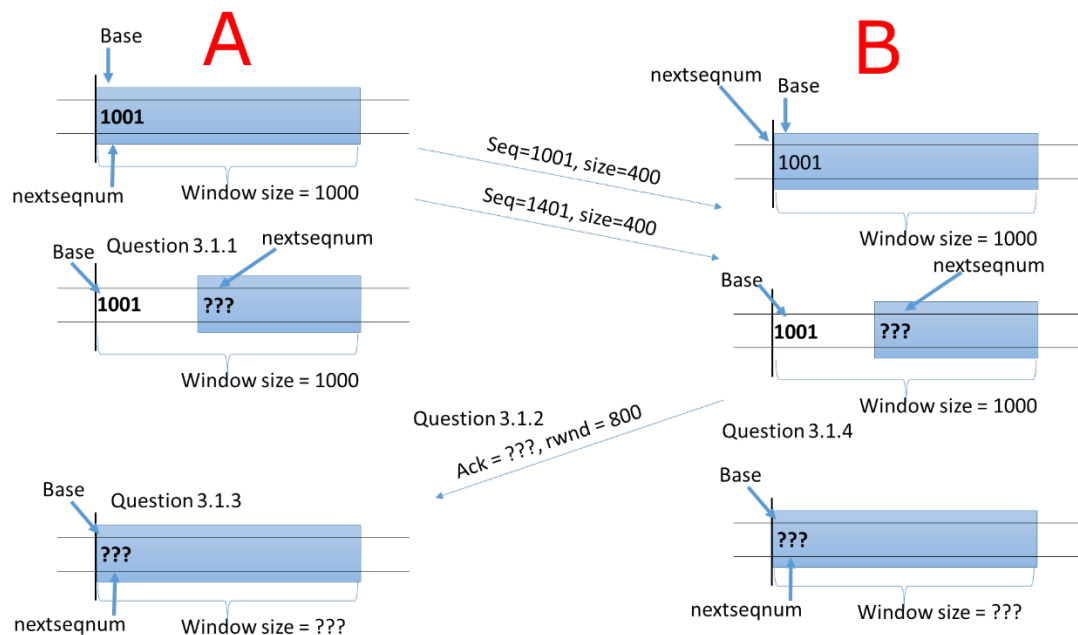 A
B
Base
nextseqnum
Base
1001
1001
Seq=1001, size=400
nextseqnum
Window size = 1000
Seq=1401, size=400
Window size = 1000
Question 3.1.1
nextseqnum
Base
nextseqnum
Base
1001
???
1001
???
Window size = 1000
Window size = 1000
Question 3.1.2
Ack = ???, rwnd = 800
Question 3.1.4
Base
Question 3.1.3
Base
???
???
nextseqnum
Window size = ???
nextseqnum
Window size = ???